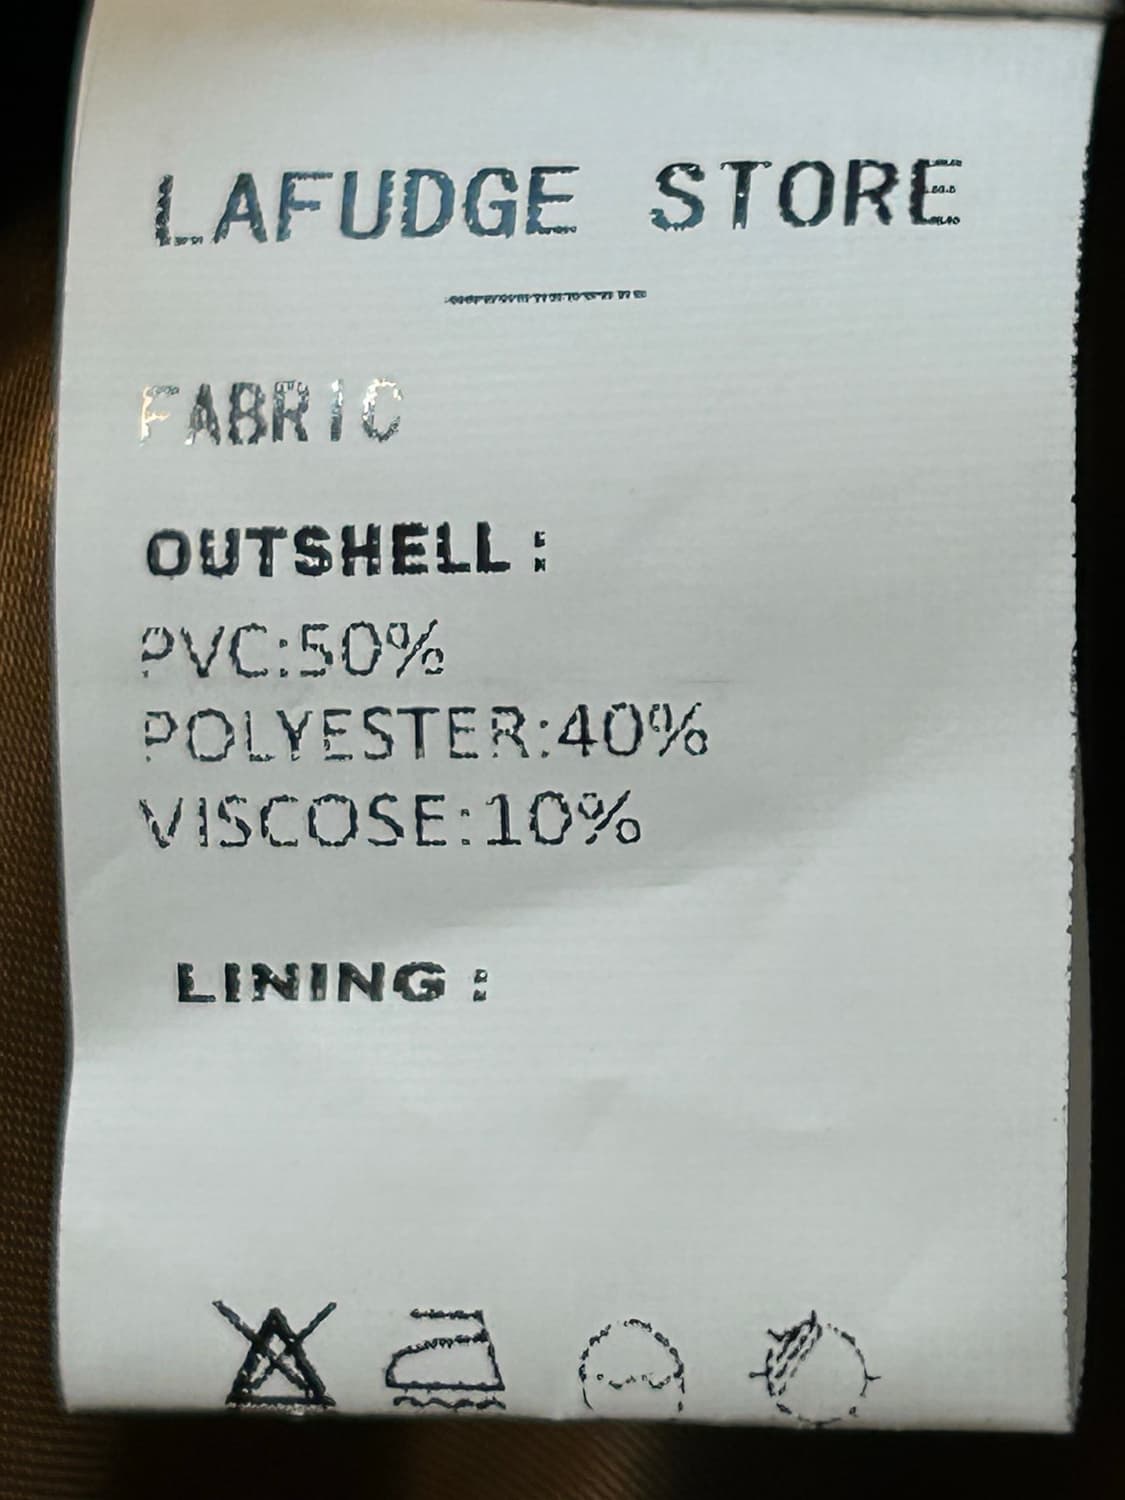 LAFUDGE STORE
FABRIC
OUTSHELL:
PVC:50%
POLYESTER:40%
VISCOSE:10%
LINING: